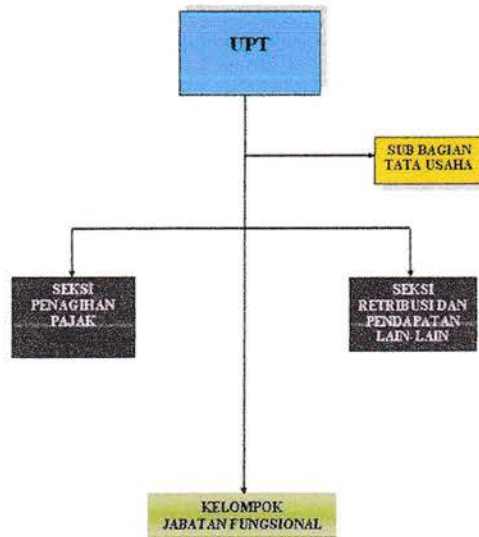 UPT
SUB BAGIAN
TATA USAHA
SEKSI
PENAGIHAN
PAJAK
SEKSI
RETRIBUSI DAN
PENDAPATAN
LAIN-LAIN
KELOMPOK
JABATAN FUNGSIONAL